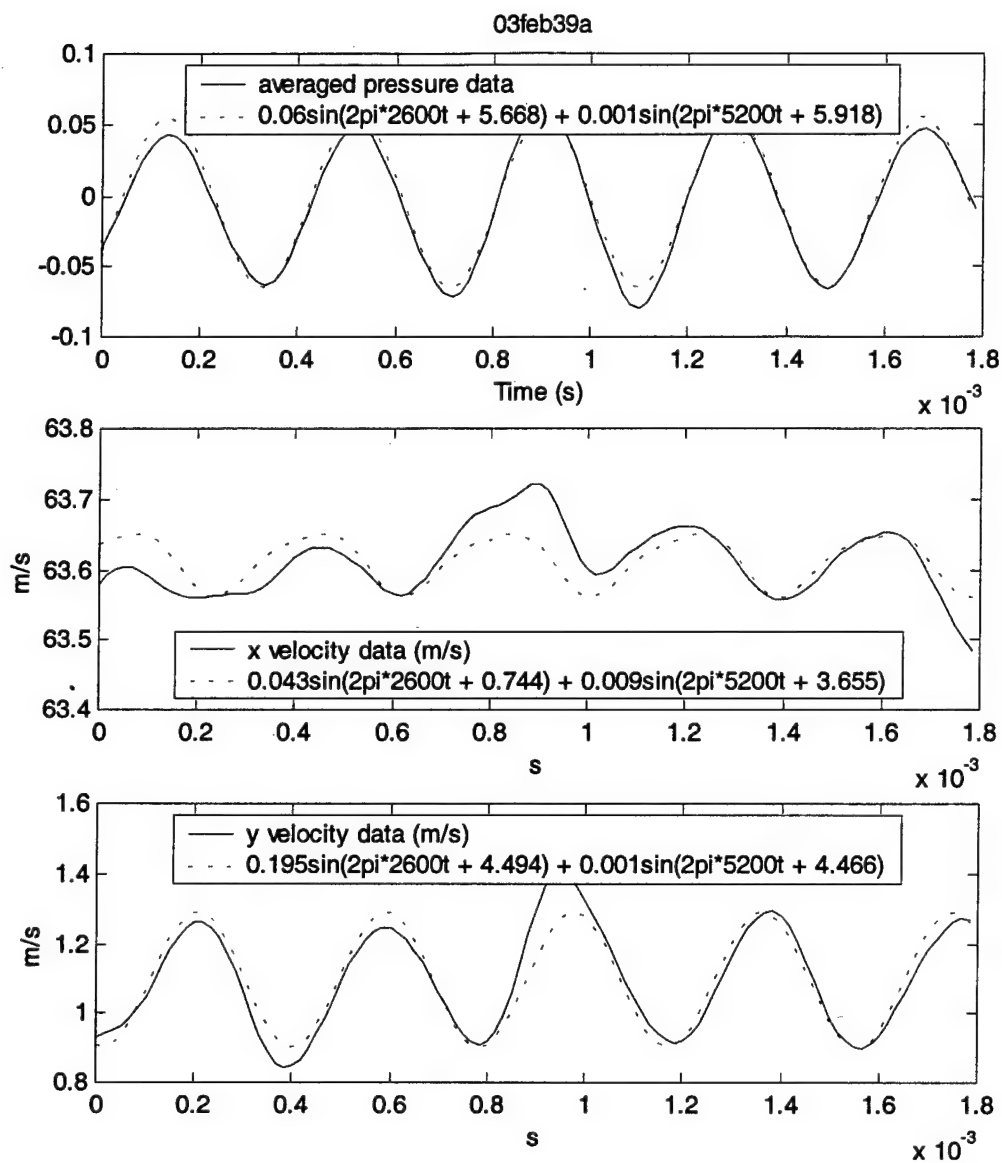 03feb39a
0.1
0.05
0
-0.05
-0.1
averaged pressure data
0.06sin(2pi*2600t + 5.668) + 0.001sin(2pi*5200t + 5.918)
0 0.2 0.4 0.6 0.8 1 1.2 1.4 1.6 1.8
Time (s)
x 10-3
63.8
63.7
63.6
63.5
63.4
m/s
x velocity data (m/s)
0.043sin(2pi*2600t + 0.744) + 0.009sin(2pi*5200t + 3.655)
0 0.2 0.4 0.6 0.8 1 1.2 1.4 1.6 1.8
s
x 10-3
1.6
1.4
1.2
1
0.8
m/s
y velocity data (m/s)
0.195sin(2pi*2600t + 4.494) + 0.001sin(2pi*5200t + 4.466)
0 0.2 0.4 0.6 0.8 1 1.2 1.4 1.6 1.8
s
x 10-3